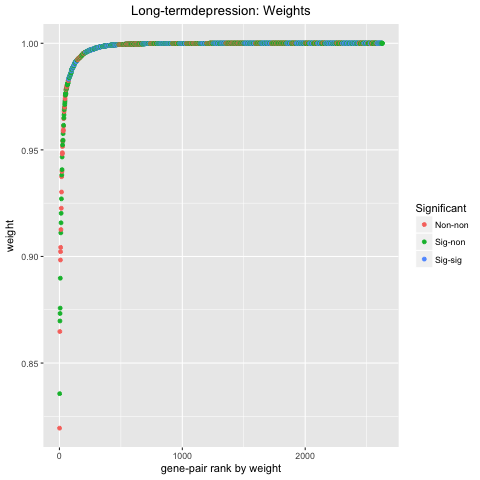 Long-termdepression: Weights
1.00
0.95
0.90
0.85
weight
0
1000
2000
gene-pair rank by weight
Significant
Non-non
Sig-non
Sig-sig